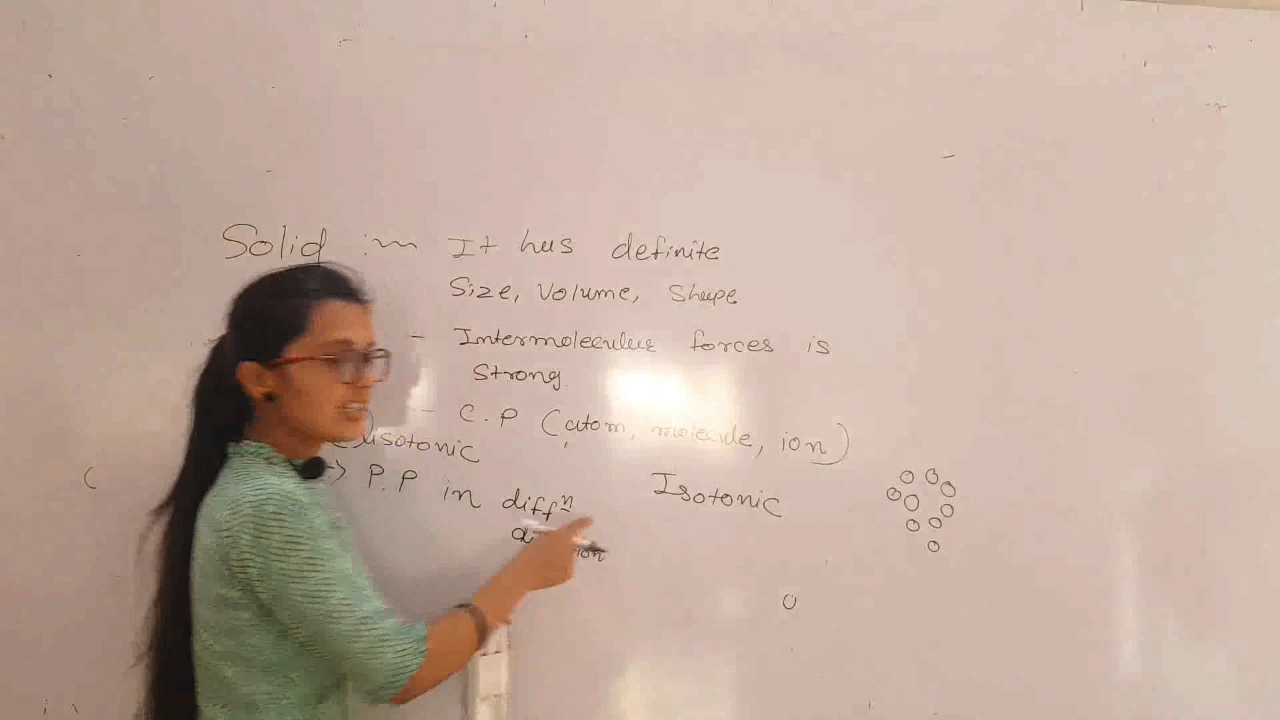 Solid :~ It has definite
Size, Volume, Shape
- Intermolecular forces is
Strong.
- C.P (atom, molecule, ion)
isotonic
→ P.P in diffⁿ
Isotonic